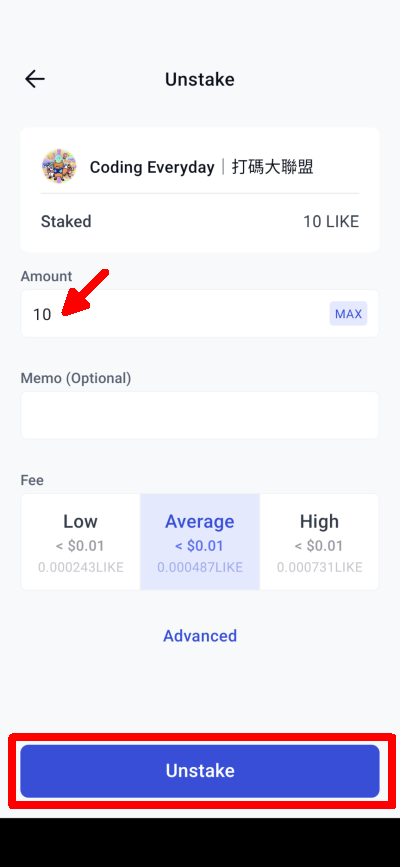 Unstake
Coding Everyday｜打碼大聯盟
Staked 10 LIKE
Amount
10 MAX
Memo (Optional)
Fee
Low Average High
< $0.01 < $0.01 < $0.01
0.000243LIKE 0.000487LIKE 0.000731LIKE
Advanced
Unstake